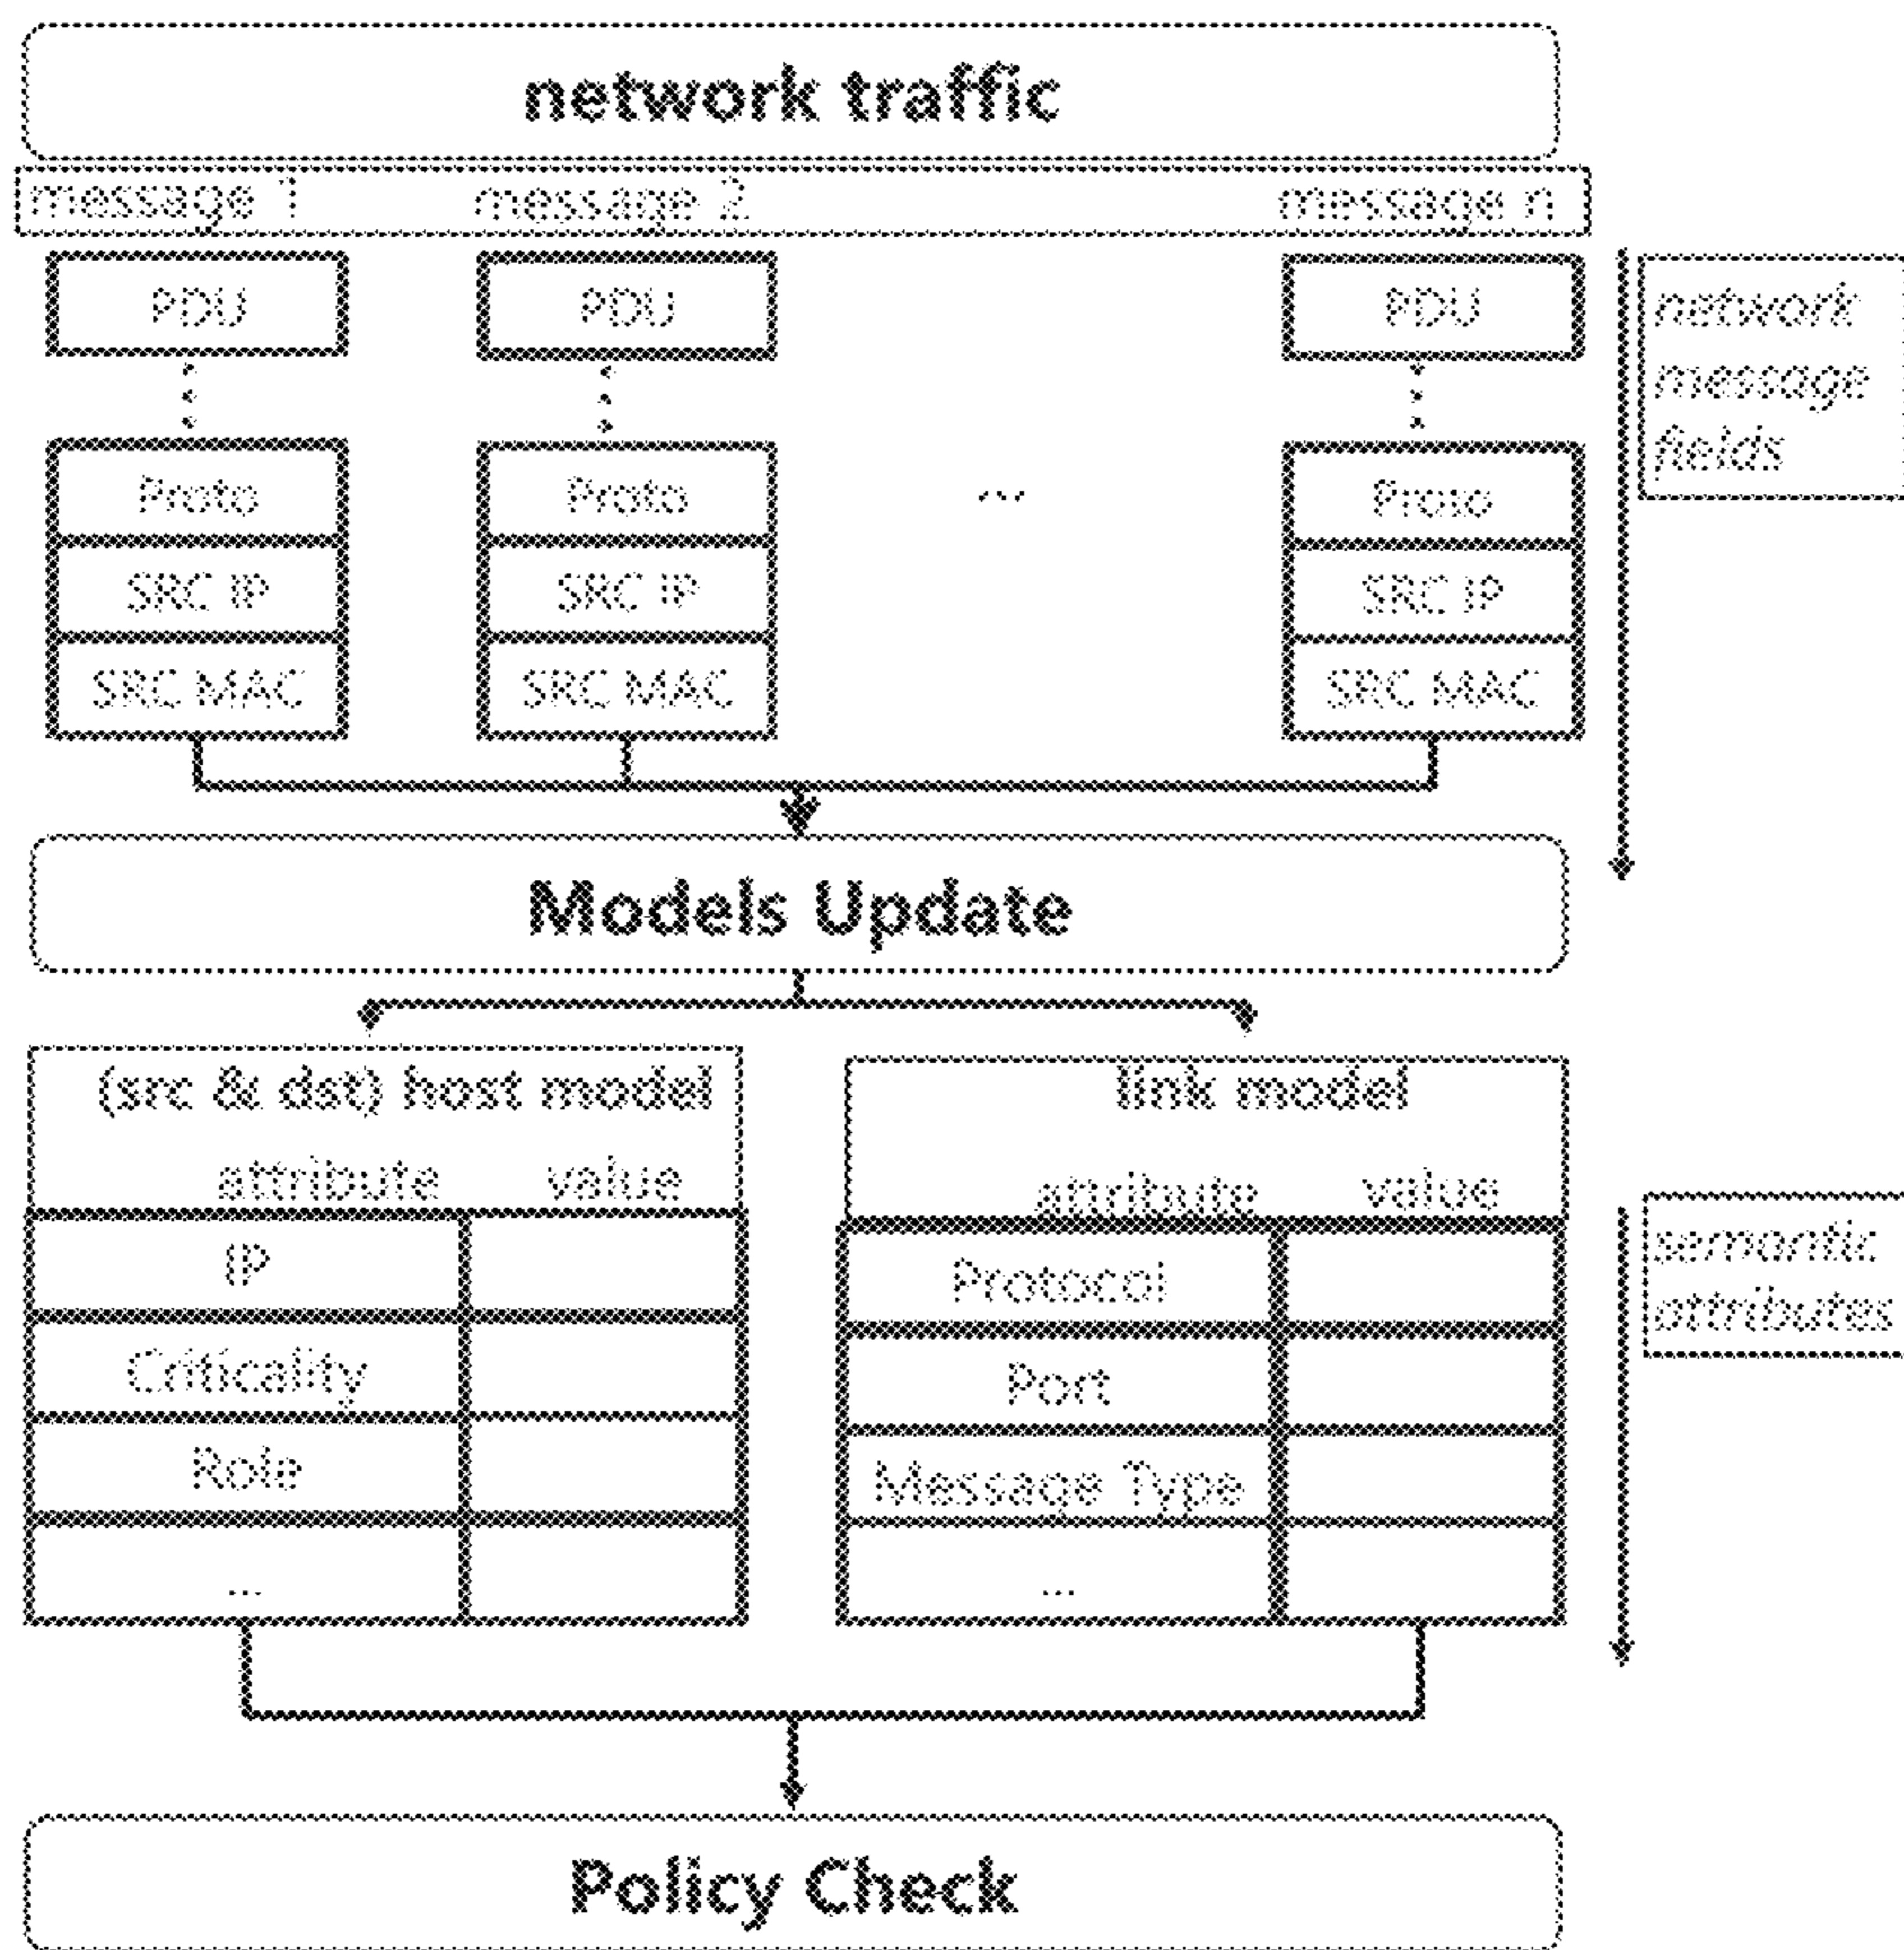 network traffic
message 1 message 2 message n
PDU PDU PDU
network
message
fields
Proto Proto ... Proto
SRC IP SRC IP SRC IP
SRC MAC SRC MAC SRC MAC
Models Update
(src & dst) host model
attribute value
IP
Criticality
Role
...
link model
attribute value
Protocol
Port
Message Type
...
semantic
attributes
Policy Check